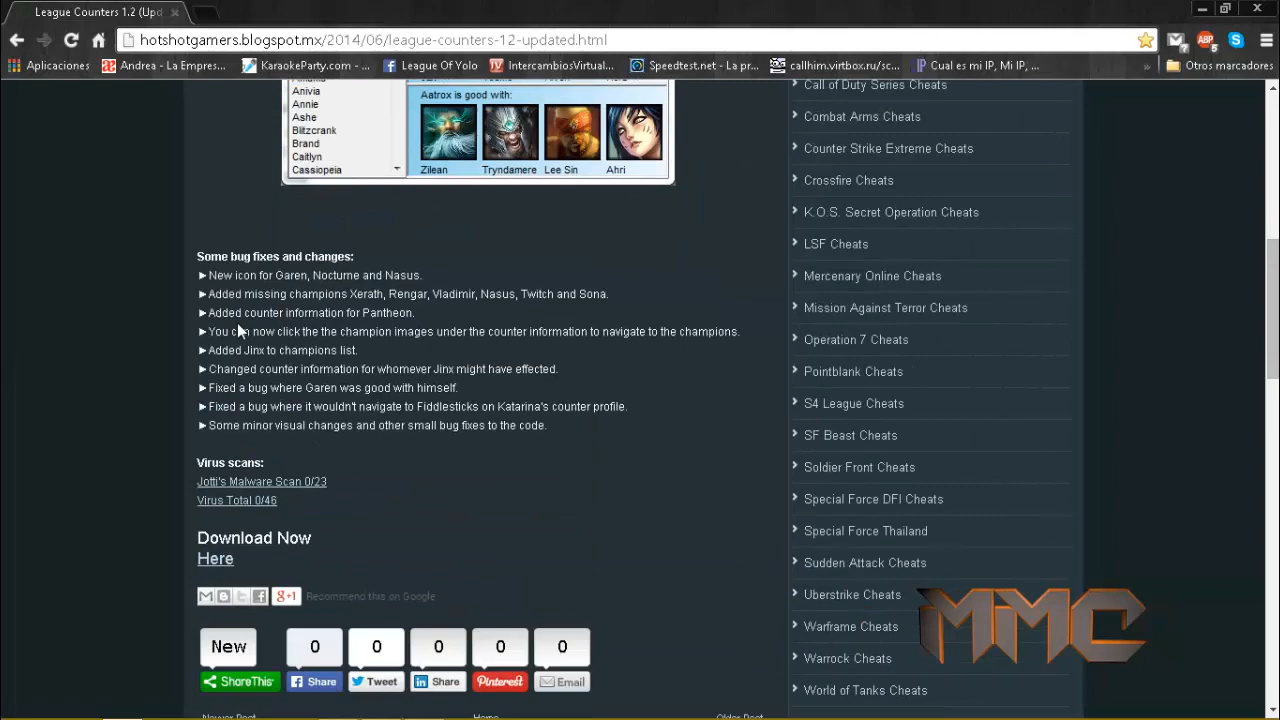 League Counters 1.2 (Upd
hotshotgamers.blogspot.mx/2014/06/league-counters-12-updated.html
Aplicaciones
Andrea - La Empres...
KaraokeParty.com - ...
League Of Yolo
IntercambiosVirtual...
Speedtest.net - La pr...
callhim.virtbox.ru/sc...
Cual es mi IP, Mi IP, ...
»
Otros marcadores
Anivia
Annie
Ashe
Blitzcrank
Brand
Caitlyn
Cassiopeia
Aatrox is good with:
Zilean Tryndamere Lee Sin Ahri
Some bug fixes and changes:
►New icon for Garen, Nocturne and Nasus.
►Added missing champions Xerath, Rengar, Vladimir, Nasus, Twitch and Sona.
►Added counter information for Pantheon.
►You can now click the the champion images under the counter information to navigate to the champions.
►Added Jinx to champions list.
►Changed counter information for whomever Jinx might have effected.
►Fixed a bug where Garen was good with himself.
►Fixed a bug where it wouldn't navigate to Fiddlesticks on Katarina's counter profile.
►Some minor visual changes and other small bug fixes to the code.
Virus scans:
Jotti's Malware Scan 0/23
Virus Total 0/46
Download Now
Here
g+1 Recommend this on Google
New 0 0 0 0 0
ShareThis Share Tweet Share Pinterest Email
Newer Post Home Older Post
Call of Duty Series Cheats
Combat Arms Cheats
Counter Strike Extreme Cheats
Crossfire Cheats
K.O.S. Secret Operation Cheats
LSF Cheats
Mercenary Online Cheats
Mission Against Terror Cheats
Operation 7 Cheats
Pointblank Cheats
S4 League Cheats
SF Beast Cheats
Soldier Front Cheats
Special Force DFI Cheats
Special Force Thailand
Sudden Attack Cheats
Uberstrike Cheats
Warframe Cheats
Warrock Cheats
World of Tanks Cheats
MMC